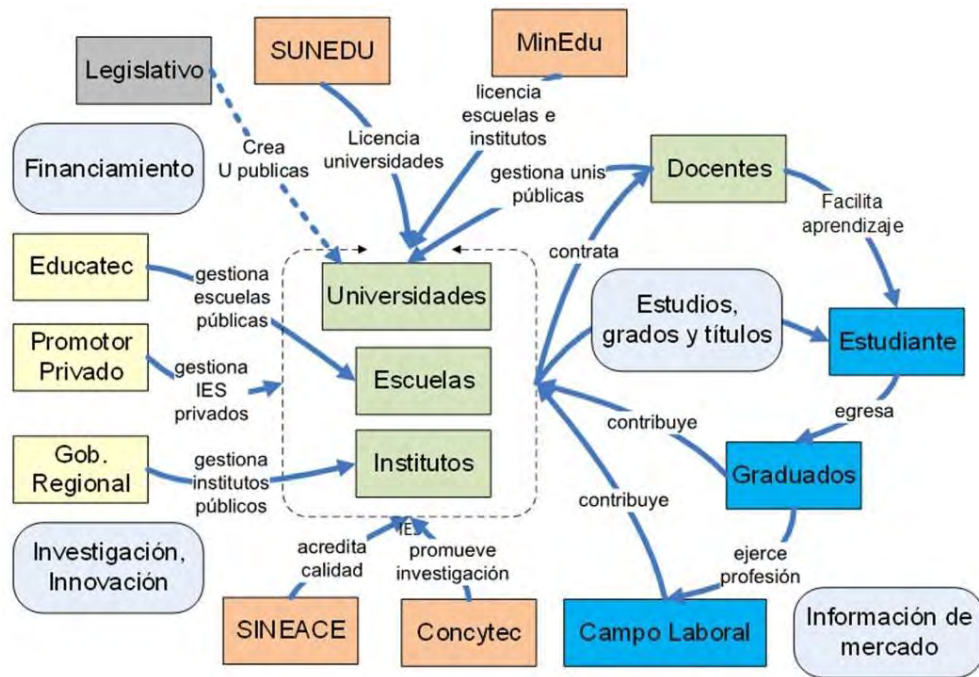 SUNEDU
MinEdu
Legislativo
licencia
escuelas e
institutos
Crea
U publicas
Licencia
universidades
Financiamiento
gestiona unis
públicas
Docentes
Facilita
aprendizaje
Educatec
gestiona
escuelas
públicas
contrata
Universidades
Estudios,
grados y títulos
Estudiante
Promotor
Privado
gestiona
IES
privados
Escuelas
egresa
contribuye
Gob.
Regional
gestiona
institutos
públicos
Institutos
Graduados
contribuye
IES
Investigación,
Innovación
acredita
calidad
promueve
investigación
ejerce
profesión
SINEACE
Concytec
Campo Laboral
Información de
mercado